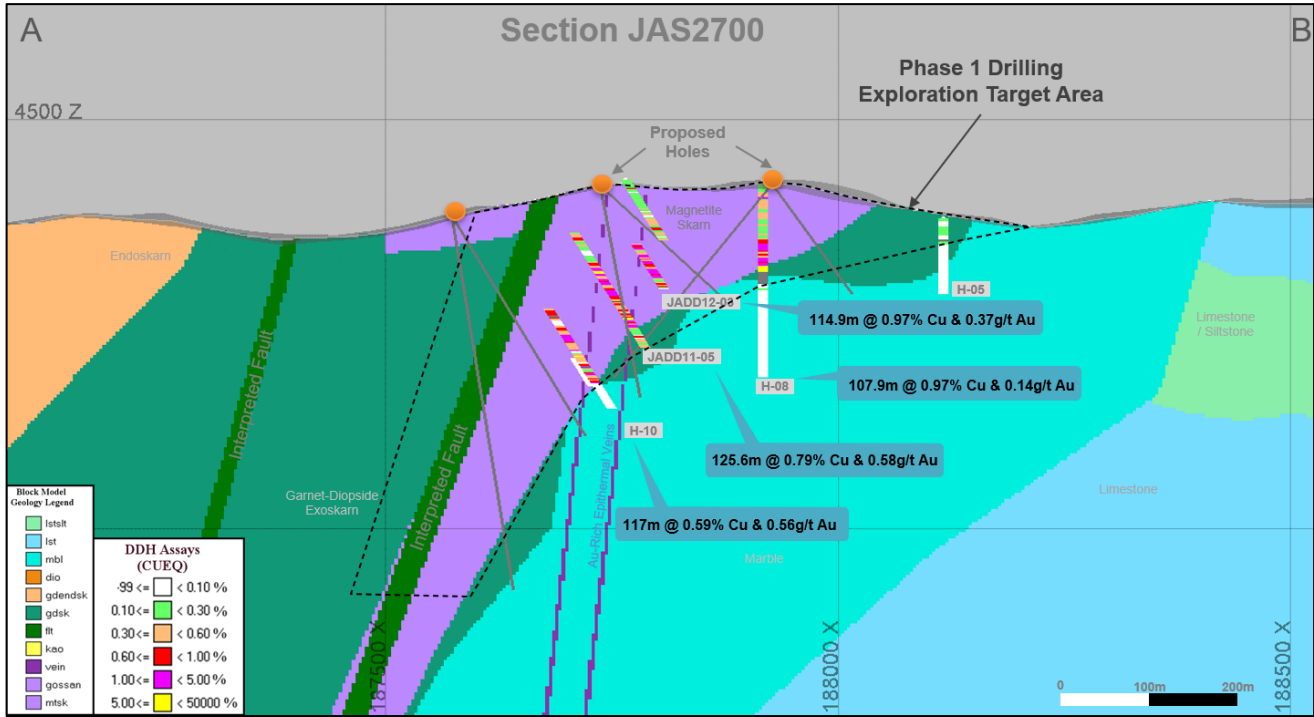 A
Section JAS2700
B
Phase 1 Drilling
Exploration Target Area
4500 Z
Proposed
Holes
Magnetite
Skarn
Endoskarn
H-05
JADD12-03
114.9m @ 0.97% Cu & 0.37g/t Au
Limestone
/ Siltstone
JADD11-05
H-08
107.9m @ 0.97% Cu & 0.14g/t Au
Interpreted Fault
Interpreted Fault
H-10
125.6m @ 0.79% Cu & 0.58g/t Au
Au-Rich Epithermal Veins
Garnet-Diopside
Exoskarn
Limestone
117m @ 0.59% Cu & 0.56g/t Au
Marble
Block Model
Geology Legend
lstslt
lst
mbl
dio
gdendsk
gdsk
flt
kao
vein
gossan
mtsk
DDH Assays
(CUEQ)
-99 <= < 0.10 %
0.10<= < 0.30 %
0.30<= < 0.60 %
0.60<= < 1.00 %
1.00<= < 5.00 %
5.00<= < 50000 %
187500 X
188000 X
188500 X
0 100m 200m